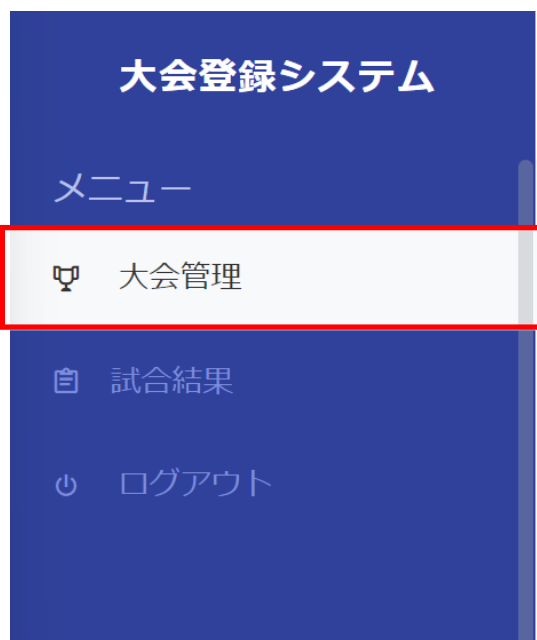 大会登録システム
メニュー
大会管理
試合結果
ログアウト